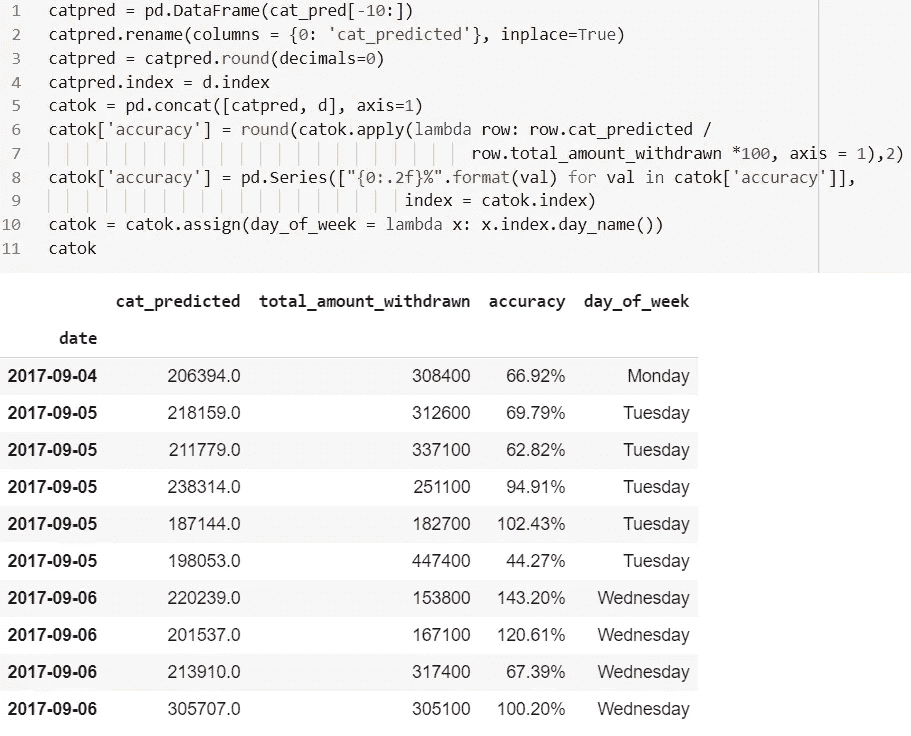 1 catpred = pd.DataFrame(cat_pred[-10:])
2 catpred.rename(columns = {0: 'cat_predicted'}, inplace=True)
3 catpred = catpred.round(decimals=0)
4 catpred.index = d.index
5 catok = pd.concat([catpred, d], axis=1)
6 catok['accuracy'] = round(catok.apply(lambda row: row.cat_predicted /
7 row.total_amount_withdrawn *100, axis = 1),2)
8 catok['accuracy'] = pd.Series(["{0:.2f}%".format(val) for val in catok['accuracy']],
9 index = catok.index)
10 catok = catok.assign(day_of_week = lambda x: x.index.day_name())
11 catok
cat_predicted total_amount_withdrawn accuracy day_of_week
date
2017-09-04 206394.0 308400 66.92% Monday
2017-09-05 218159.0 312600 69.79% Tuesday
2017-09-05 211779.0 337100 62.82% Tuesday
2017-09-05 238314.0 251100 94.91% Tuesday
2017-09-05 187144.0 182700 102.43% Tuesday
2017-09-05 198053.0 447400 44.27% Tuesday
2017-09-06 220239.0 153800 143.20% Wednesday
2017-09-06 201537.0 167100 120.61% Wednesday
2017-09-06 213910.0 317400 67.39% Wednesday
2017-09-06 305707.0 305100 100.20% Wednesday